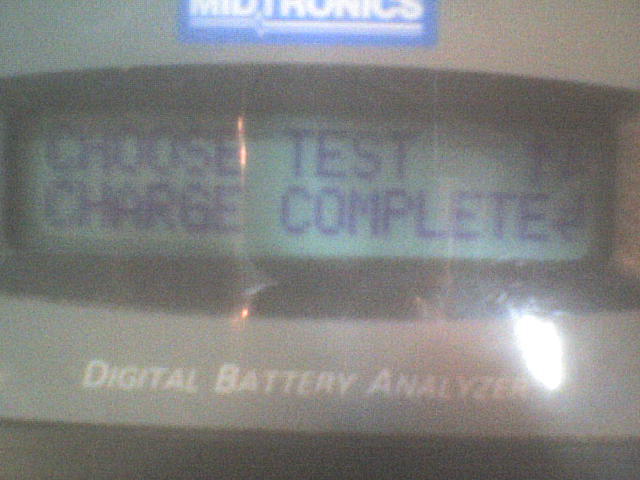 MIDTRONICS
CHOOSE TEST
CHARGE COMPLETE
DIGITAL BATTERY ANALYZER